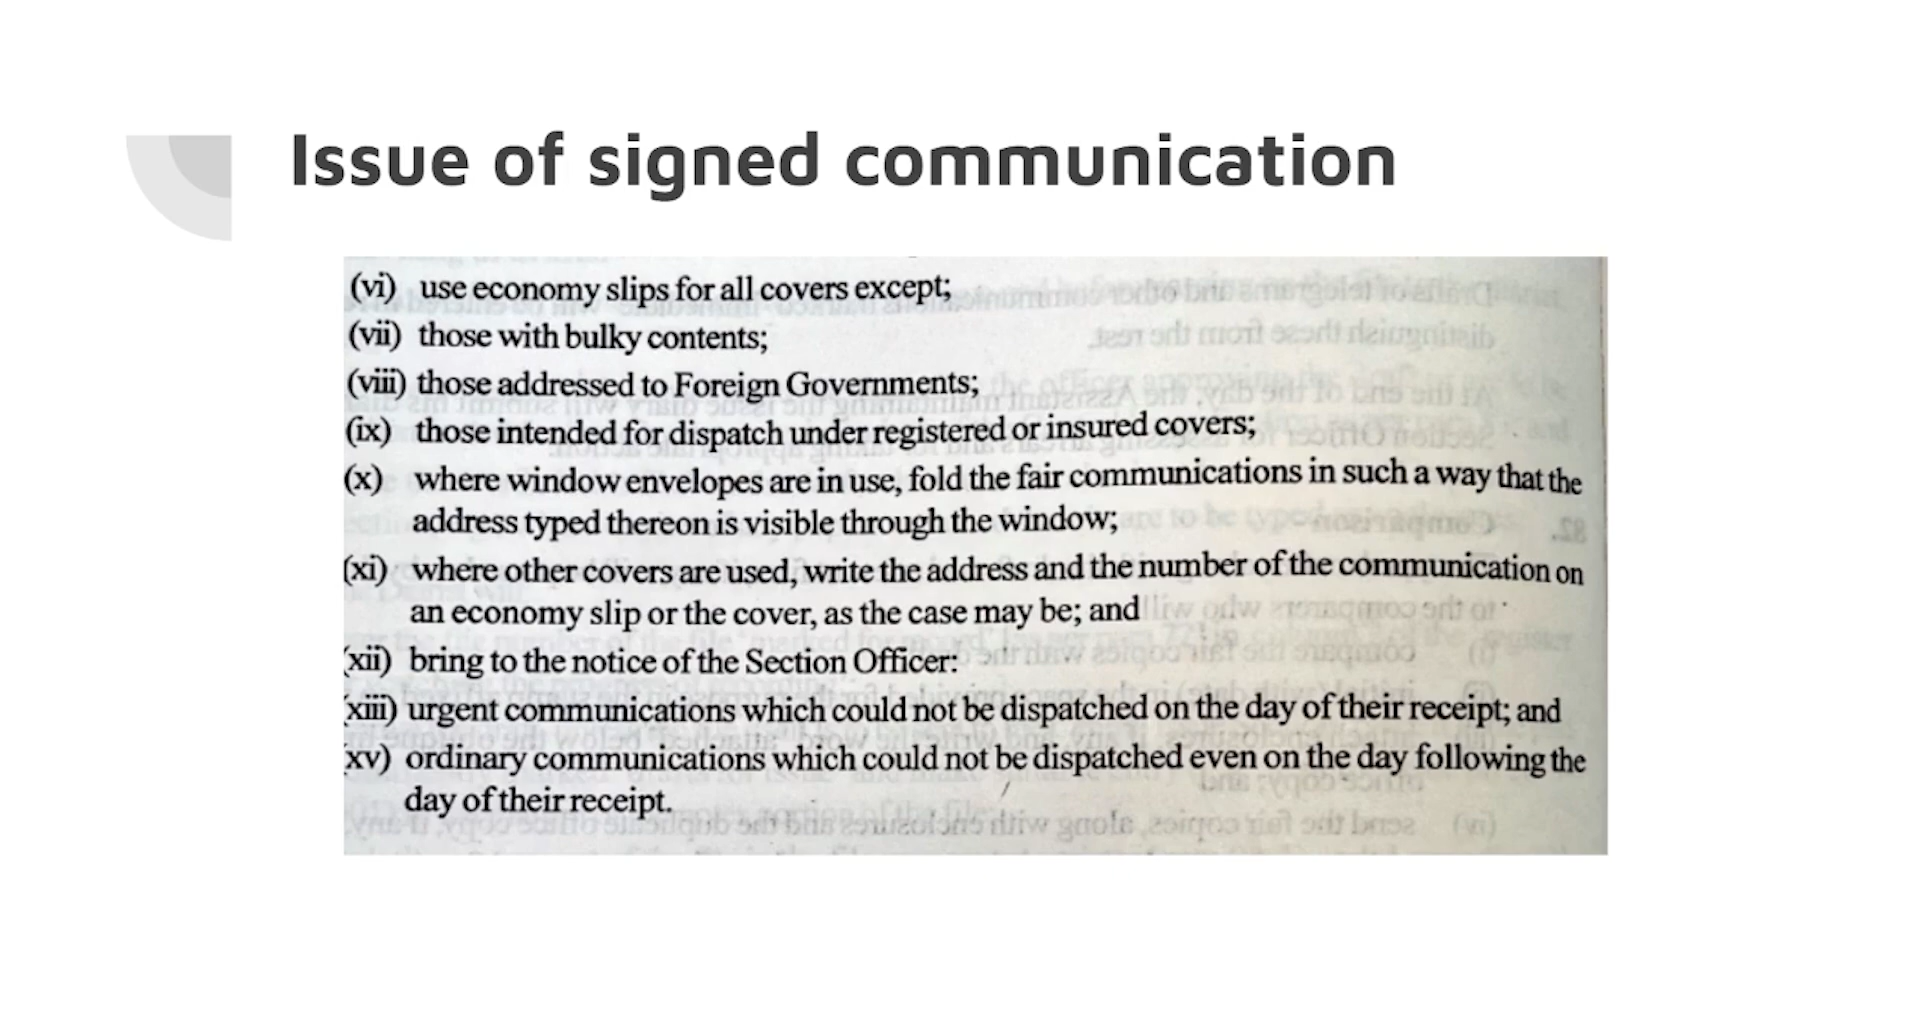 Issue of signed communication
(vi) use economy slips for all covers except;
(vii) those with bulky contents;
(viii) those addressed to Foreign Governments;
(ix) those intended for dispatch under registered or insured covers;
(x) where window envelopes are in use, fold the fair communications in such a way that the
address typed thereon is visible through the window;
(xi) where other covers are used, write the address and the number of the communication on
an economy slip or the cover, as the case may be; and
(xii) bring to the notice of the Section Officer:
(xiii) urgent communications which could not be dispatched on the day of their receipt; and
(xv) ordinary communications which could not be dispatched even on the day following the
day of their receipt.